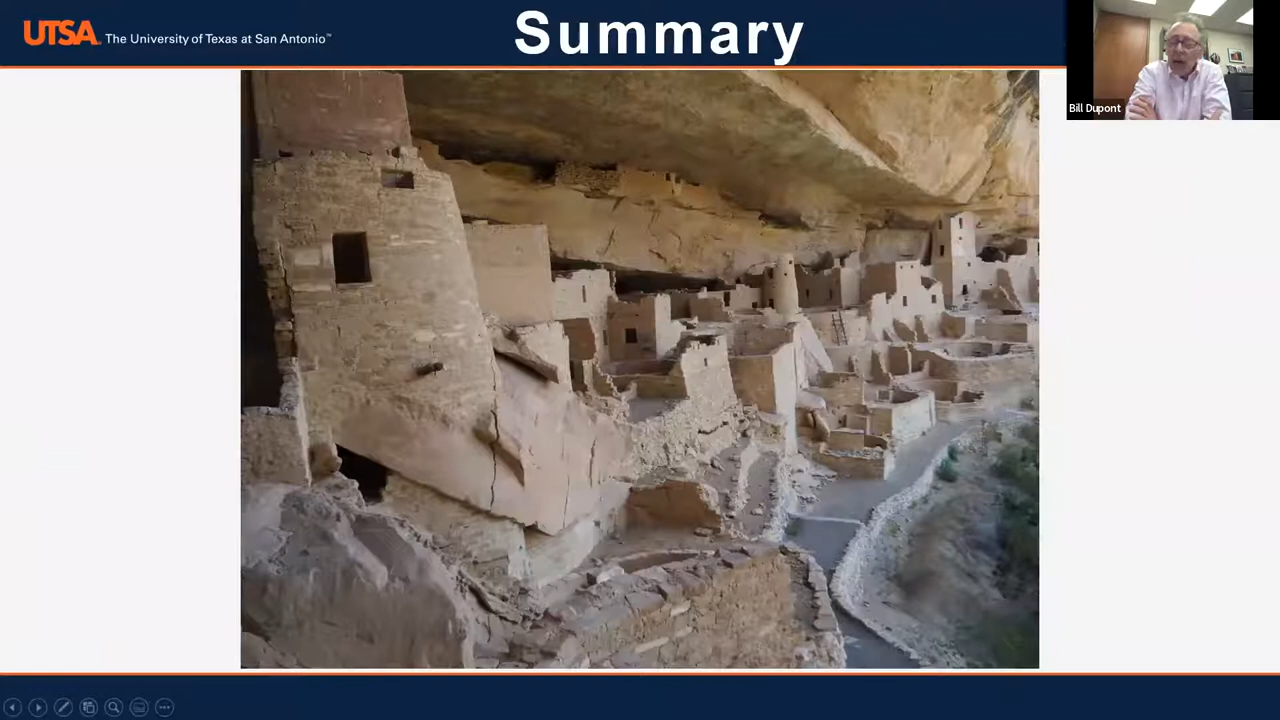 UTSA The University of Texas at San Antonio™
Summary
Bill Dupont